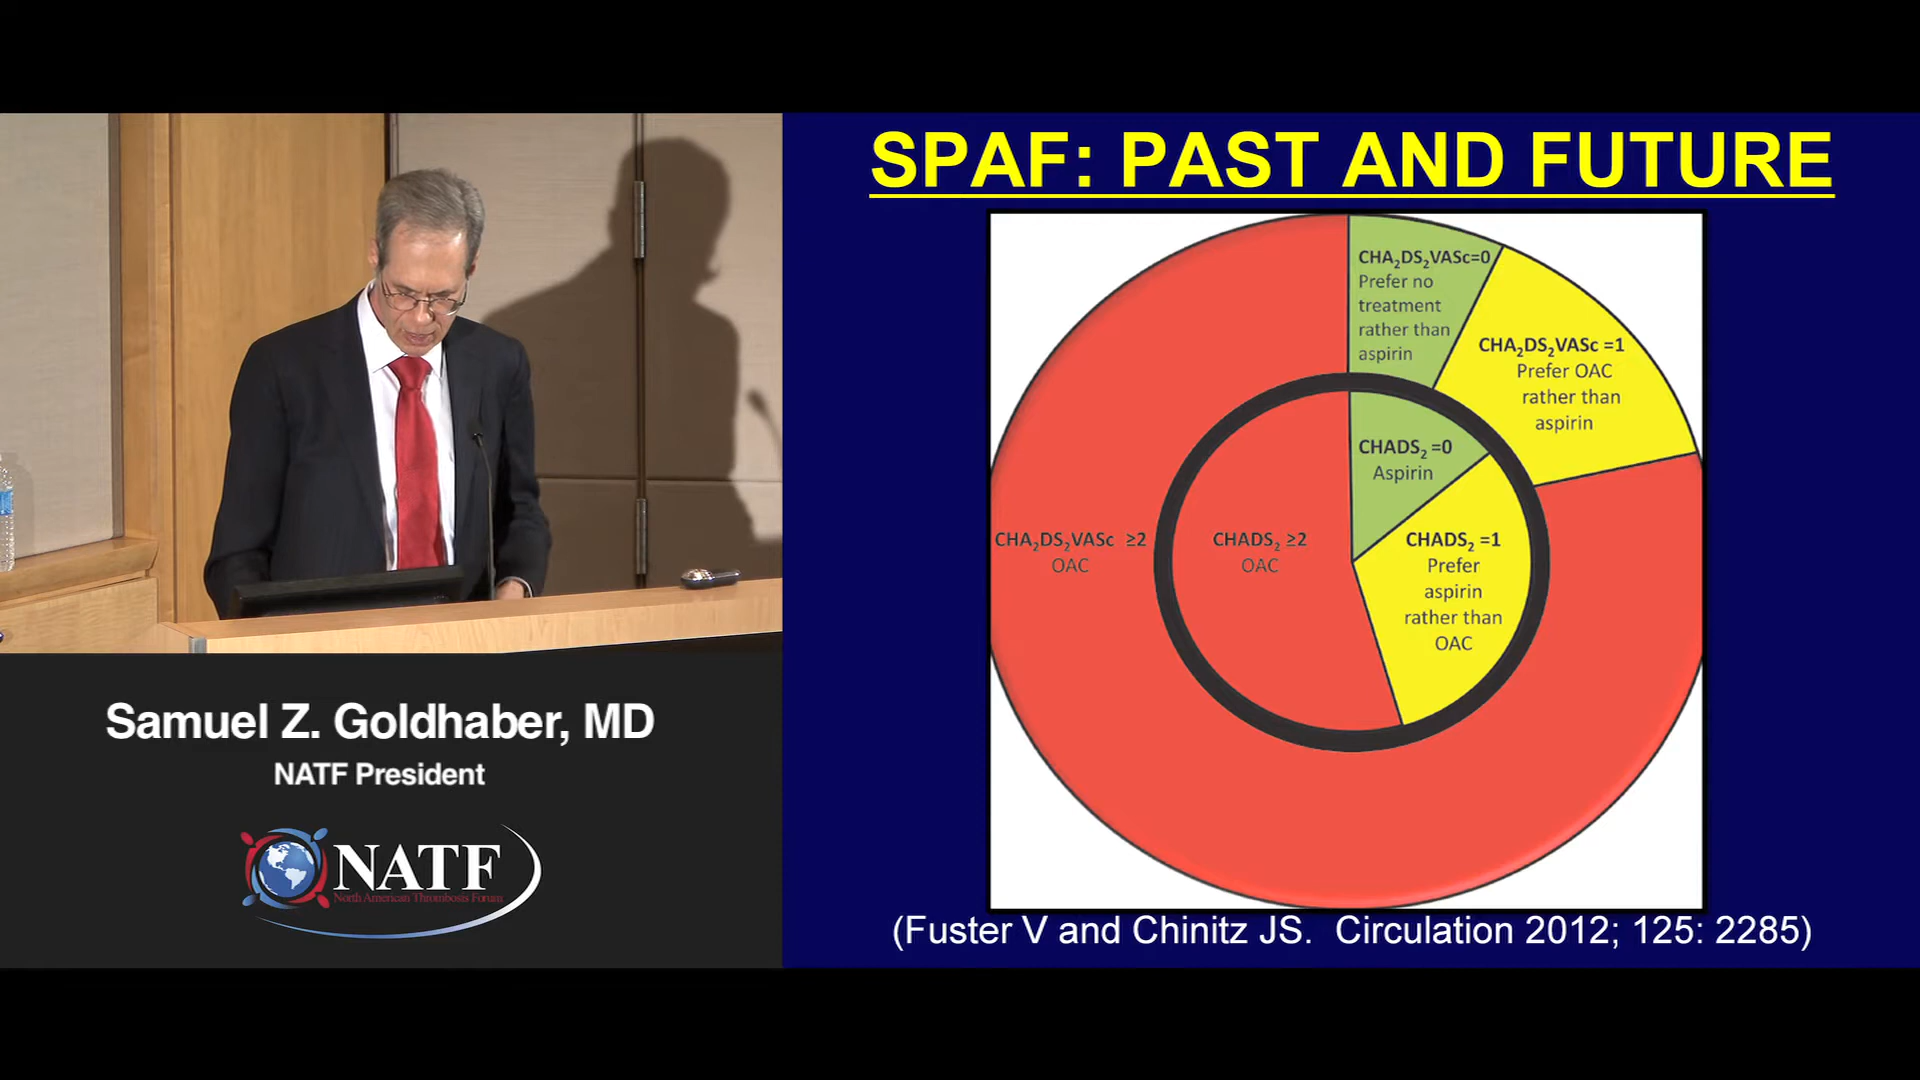 SPAF: PAST AND FUTURE
CHA₂DS₂VASc=0
Prefer no
treatment
rather than
aspirin
CHA₂DS₂VASc =1
Prefer OAC
rather than
aspirin
CHADS₂ =0
Aspirin
CHA₂DS₂VASc ≥2
OAC
CHADS₂ ≥2
OAC
CHADS₂ =1
Prefer
aspirin
rather than
OAC
(Fuster V and Chinitz JS. Circulation 2012; 125: 2285)
Samuel Z. Goldhaber, MD
NATF President
NATF
North American Thrombosis Forum